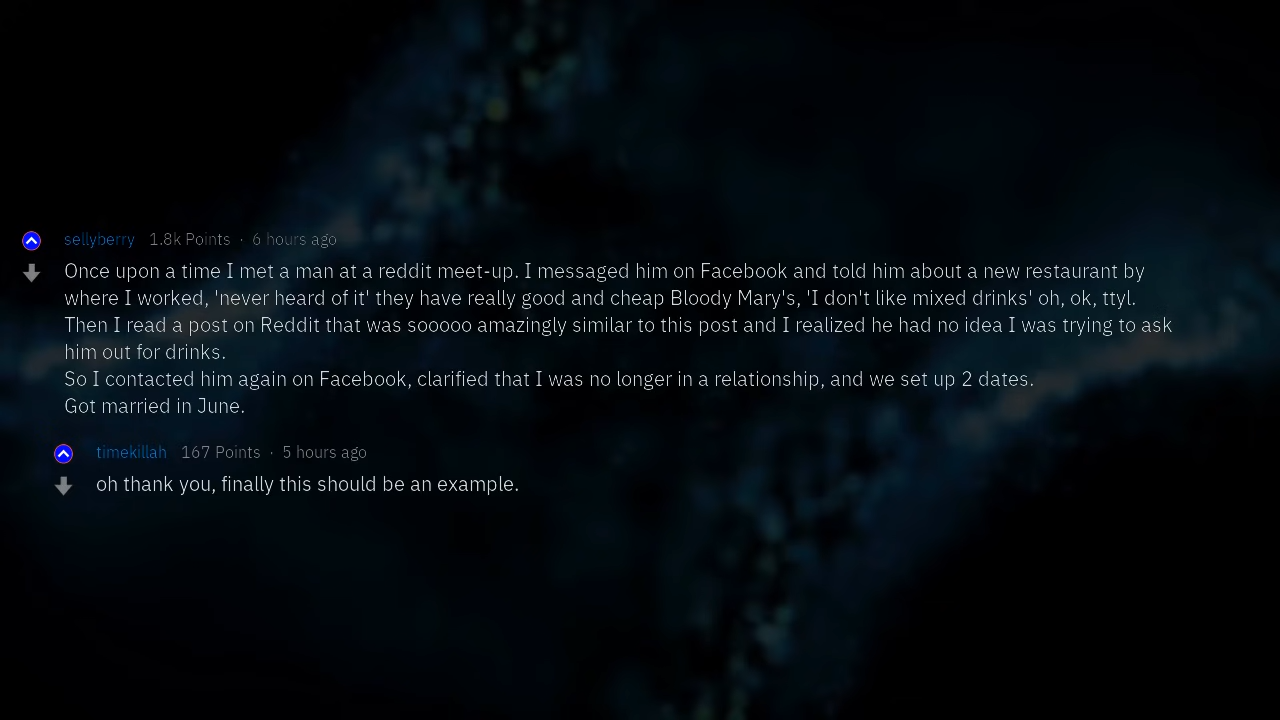 sellyberry 1.8k Points · 6 hours ago
Once upon a time I met a man at a reddit meet-up. I messaged him on Facebook and told him about a new restaurant by
where I worked, 'never heard of it' they have really good and cheap Bloody Mary's, 'I don't like mixed drinks' oh, ok, ttyl.
Then I read a post on Reddit that was sooooo amazingly similar to this post and I realized he had no idea I was trying to ask
him out for drinks.
So I contacted him again on Facebook, clarified that I was no longer in a relationship, and we set up 2 dates.
Got married in June.
timekillah 167 Points · 5 hours ago
oh thank you, finally this should be an example.